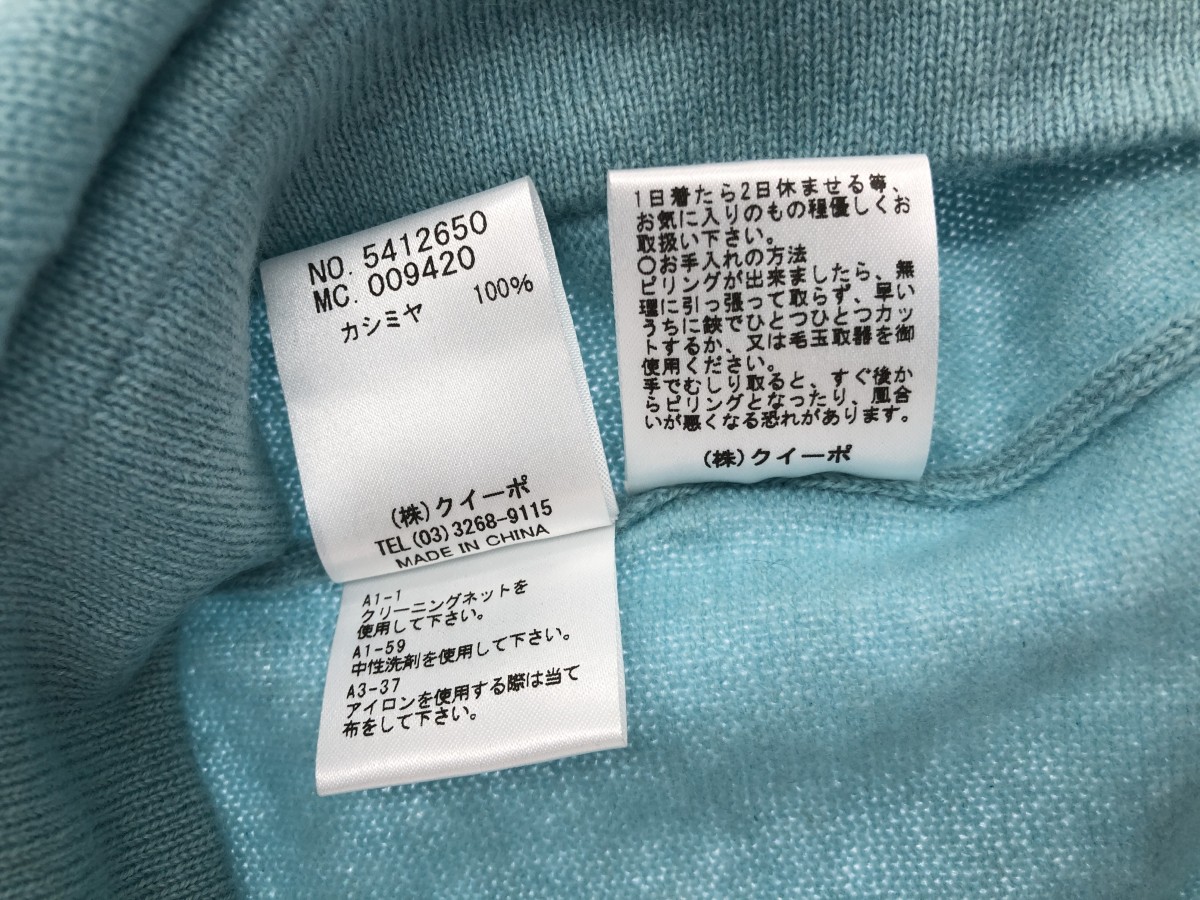 NO. 5412650
MC. 009420
カシミヤ 100%
(株)クイーポ
TEL(03)3268-9115
MADE IN CHINA
A1-1
クリーニングネットを
使用して下さい。
A1-59
中性洗剤を使用して下さい。
A3-37
アイロンを使用する際は当て
布をして下さい。
1日着たら2日休ませる等、
お気に入りのもの程優しくお
取扱い下さい。
〇お手入れの方法
ピリングが出来ましたら、無
理に引っ張って取らず、早い
うちに鋏でひとつひとつカッ
トするか、又は毛玉取器を御
使用ください。
手でむしり取ると、すぐ後か
らピリングとなったり、風合
いが悪くなる恐れがあります。
(株)クイーポ